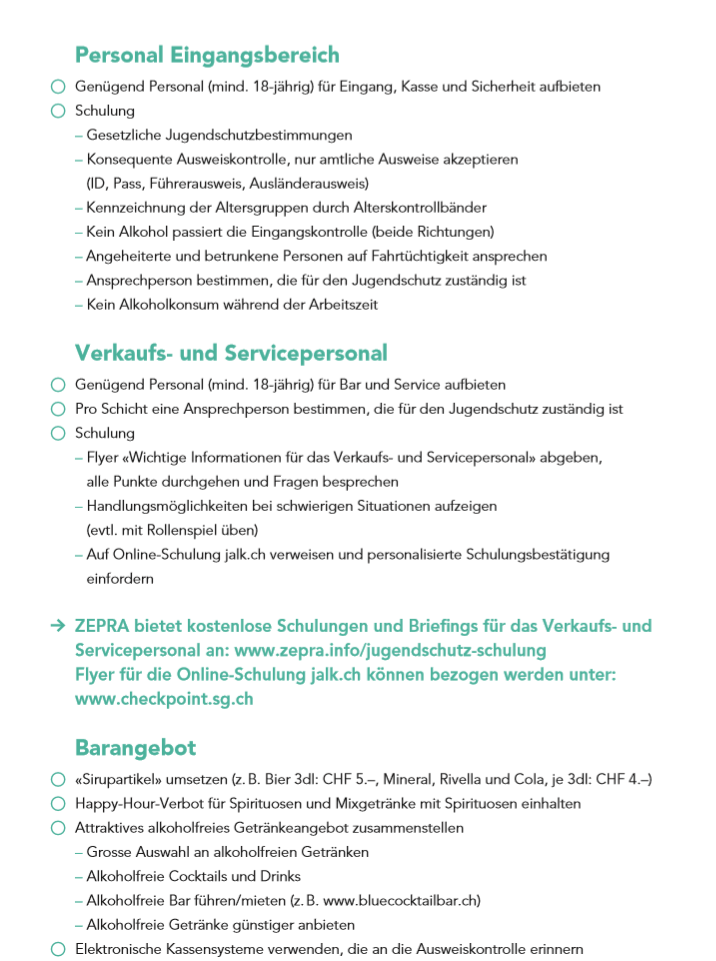 Personal Eingangsbereich
Genügend Personal (mind. 18-jährig) für Eingang, Kasse und Sicherheit aufbieten
Schulung
– Gesetzliche Jugendschutzbestimmungen
– Konsequente Ausweiskontrolle, nur amtliche Ausweise akzeptieren
(ID, Pass, Führerausweis, Ausländerausweis)
– Kennzeichnung der Altersgruppen durch Alterskontrollbänder
– Kein Alkohol passiert die Eingangskontrolle (beide Richtungen)
– Angeheiterte und betrunkene Personen auf Fahrtüchtigkeit ansprechen
– Ansprechperson bestimmen, die für den Jugendschutz zuständig ist
– Kein Alkoholkonsum während der Arbeitszeit
Verkaufs- und Servicepersonal
Genügend Personal (mind. 18-jährig) für Bar und Service aufbieten
Pro Schicht eine Ansprechperson bestimmen, die für den Jugendschutz zuständig ist
Schulung
– Flyer «Wichtige Informationen für das Verkaufs- und Servicepersonal» abgeben,
alle Punkte durchgehen und Fragen besprechen
– Handlungsmöglichkeiten bei schwierigen Situationen aufzeigen
(evtl. mit Rollenspiel üben)
– Auf Online-Schulung jalk.ch verweisen und personalisierte Schulungsbestätigung
einfordern
→ ZEPRA bietet kostenlose Schulungen und Briefings für das Verkaufs- und
Servicepersonal an: www.zepra.info/jugendschutz-schulung
Flyer für die Online-Schulung jalk.ch können bezogen werden unter:
www.checkpoint.sg.ch
Barangebot
«Sirupartikel» umsetzen (z. B. Bier 3dl: CHF 5.–, Mineral, Rivella und Cola, je 3dl: CHF 4.–)
Happy-Hour-Verbot für Spirituosen und Mixgetränke mit Spirituosen einhalten
Attraktives alkoholfreies Getränkeangebot zusammenstellen
– Grosse Auswahl an alkoholfreien Getränken
– Alkoholfreie Cocktails und Drinks
– Alkoholfreie Bar führen/mieten (z. B. www.bluecocktailbar.ch)
– Alkoholfreie Getränke günstiger anbieten
Elektronische Kassensysteme verwenden, die an die Ausweiskontrolle erinnern